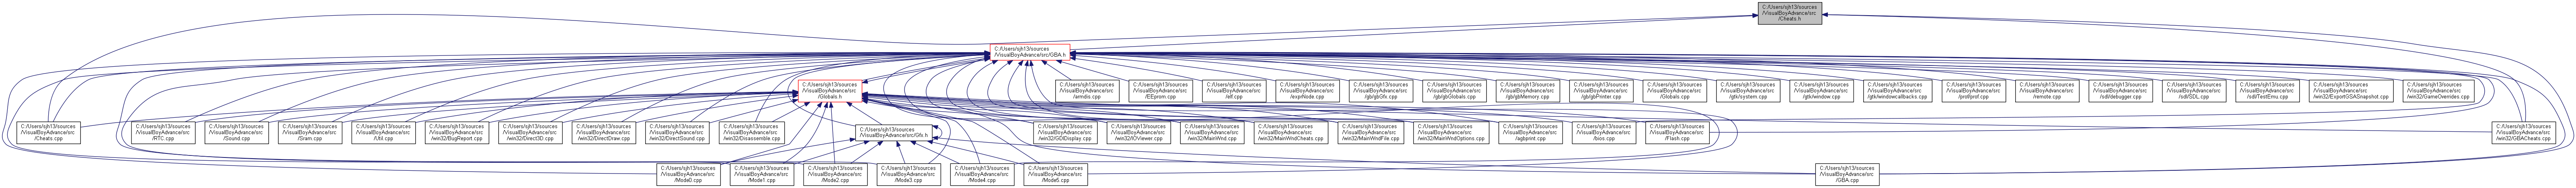 C:/Users/sjh13/sources
/VisualBoyAdvance/src
/Cheats.h
C:/Users/sjh13/sources
/VisualBoyAdvance/src/GBA.h
C:/Users/sjh13/sources
/VisualBoyAdvance/src
/Globals.h
C:/Users/sjh13/sources
/VisualBoyAdvance/src
/armdis.cpp
C:/Users/sjh13/sources
/VisualBoyAdvance/src
/EEprom.cpp
C:/Users/sjh13/sources
/VisualBoyAdvance/src
/elf.cpp
C:/Users/sjh13/sources
/VisualBoyAdvance/src
/exprNode.cpp
C:/Users/sjh13/sources
/VisualBoyAdvance/src
/gb/gbGfx.cpp
C:/Users/sjh13/sources
/VisualBoyAdvance/src
/gb/gbGlobals.cpp
C:/Users/sjh13/sources
/VisualBoyAdvance/src
/gb/gbMemory.cpp
C:/Users/sjh13/sources
/VisualBoyAdvance/src
/gb/gbPrinter.cpp
C:/Users/sjh13/sources
/VisualBoyAdvance/src
/Globals.cpp
C:/Users/sjh13/sources
/VisualBoyAdvance/src
/gtk/system.cpp
C:/Users/sjh13/sources
/VisualBoyAdvance/src
/gtk/window.cpp
C:/Users/sjh13/sources
/VisualBoyAdvance/src
/gtk/windowcallbacks.cpp
C:/Users/sjh13/sources
/VisualBoyAdvance/src
/prof/prof.cpp
C:/Users/sjh13/sources
/VisualBoyAdvance/src
/remote.cpp
C:/Users/sjh13/sources
/VisualBoyAdvance/src
/sdl/debugger.cpp
C:/Users/sjh13/sources
/VisualBoyAdvance/src
/sdl/SDL.cpp
C:/Users/sjh13/sources
/VisualBoyAdvance/src
/sdl/TestEmu.cpp
C:/Users/sjh13/sources
/VisualBoyAdvance/src
/win32/ExportGSASnapshot.cpp
C:/Users/sjh13/sources
/VisualBoyAdvance/src
/win32/GameOverrides.cpp
C:/Users/sjh13/sources
/VisualBoyAdvance/src
/Cheats.cpp
C:/Users/sjh13/sources
/VisualBoyAdvance/src
/RTC.cpp
C:/Users/sjh13/sources
/VisualBoyAdvance/src
/Sound.cpp
C:/Users/sjh13/sources
/VisualBoyAdvance/src
/Sram.cpp
C:/Users/sjh13/sources
/VisualBoyAdvance/src
/Util.cpp
C:/Users/sjh13/sources
/VisualBoyAdvance/src
/win32/BugReport.cpp
C:/Users/sjh13/sources
/VisualBoyAdvance/src
/win32/Direct3D.cpp
C:/Users/sjh13/sources
/VisualBoyAdvance/src
/win32/DirectDraw.cpp
C:/Users/sjh13/sources
/VisualBoyAdvance/src
/win32/DirectSound.cpp
C:/Users/sjh13/sources
/VisualBoyAdvance/src
/win32/Disassemble.cpp
C:/Users/sjh13/sources
/VisualBoyAdvance/src/Gfx.h
C:/Users/sjh13/sources
/VisualBoyAdvance/src
/win32/GDIDisplay.cpp
C:/Users/sjh13/sources
/VisualBoyAdvance/src
/win32/IOViewer.cpp
C:/Users/sjh13/sources
/VisualBoyAdvance/src
/win32/MainWnd.cpp
C:/Users/sjh13/sources
/VisualBoyAdvance/src
/win32/MainWndCheats.cpp
C:/Users/sjh13/sources
/VisualBoyAdvance/src
/win32/MainWndFile.cpp
C:/Users/sjh13/sources
/VisualBoyAdvance/src
/win32/MainWndOptions.cpp
C:/Users/sjh13/sources
/VisualBoyAdvance/src
/agbprint.cpp
C:/Users/sjh13/sources
/VisualBoyAdvance/src
/bios.cpp
C:/Users/sjh13/sources
/VisualBoyAdvance/src
/Flash.cpp
C:/Users/sjh13/sources
/VisualBoyAdvance/src
/win32/GBACheats.cpp
C:/Users/sjh13/sources
/VisualBoyAdvance/src
/Mode0.cpp
C:/Users/sjh13/sources
/VisualBoyAdvance/src
/Mode1.cpp
C:/Users/sjh13/sources
/VisualBoyAdvance/src
/Mode2.cpp
C:/Users/sjh13/sources
/VisualBoyAdvance/src
/Mode3.cpp
C:/Users/sjh13/sources
/VisualBoyAdvance/src
/Mode4.cpp
C:/Users/sjh13/sources
/VisualBoyAdvance/src
/Mode5.cpp
C:/Users/sjh13/sources
/VisualBoyAdvance/src
/GBA.cpp